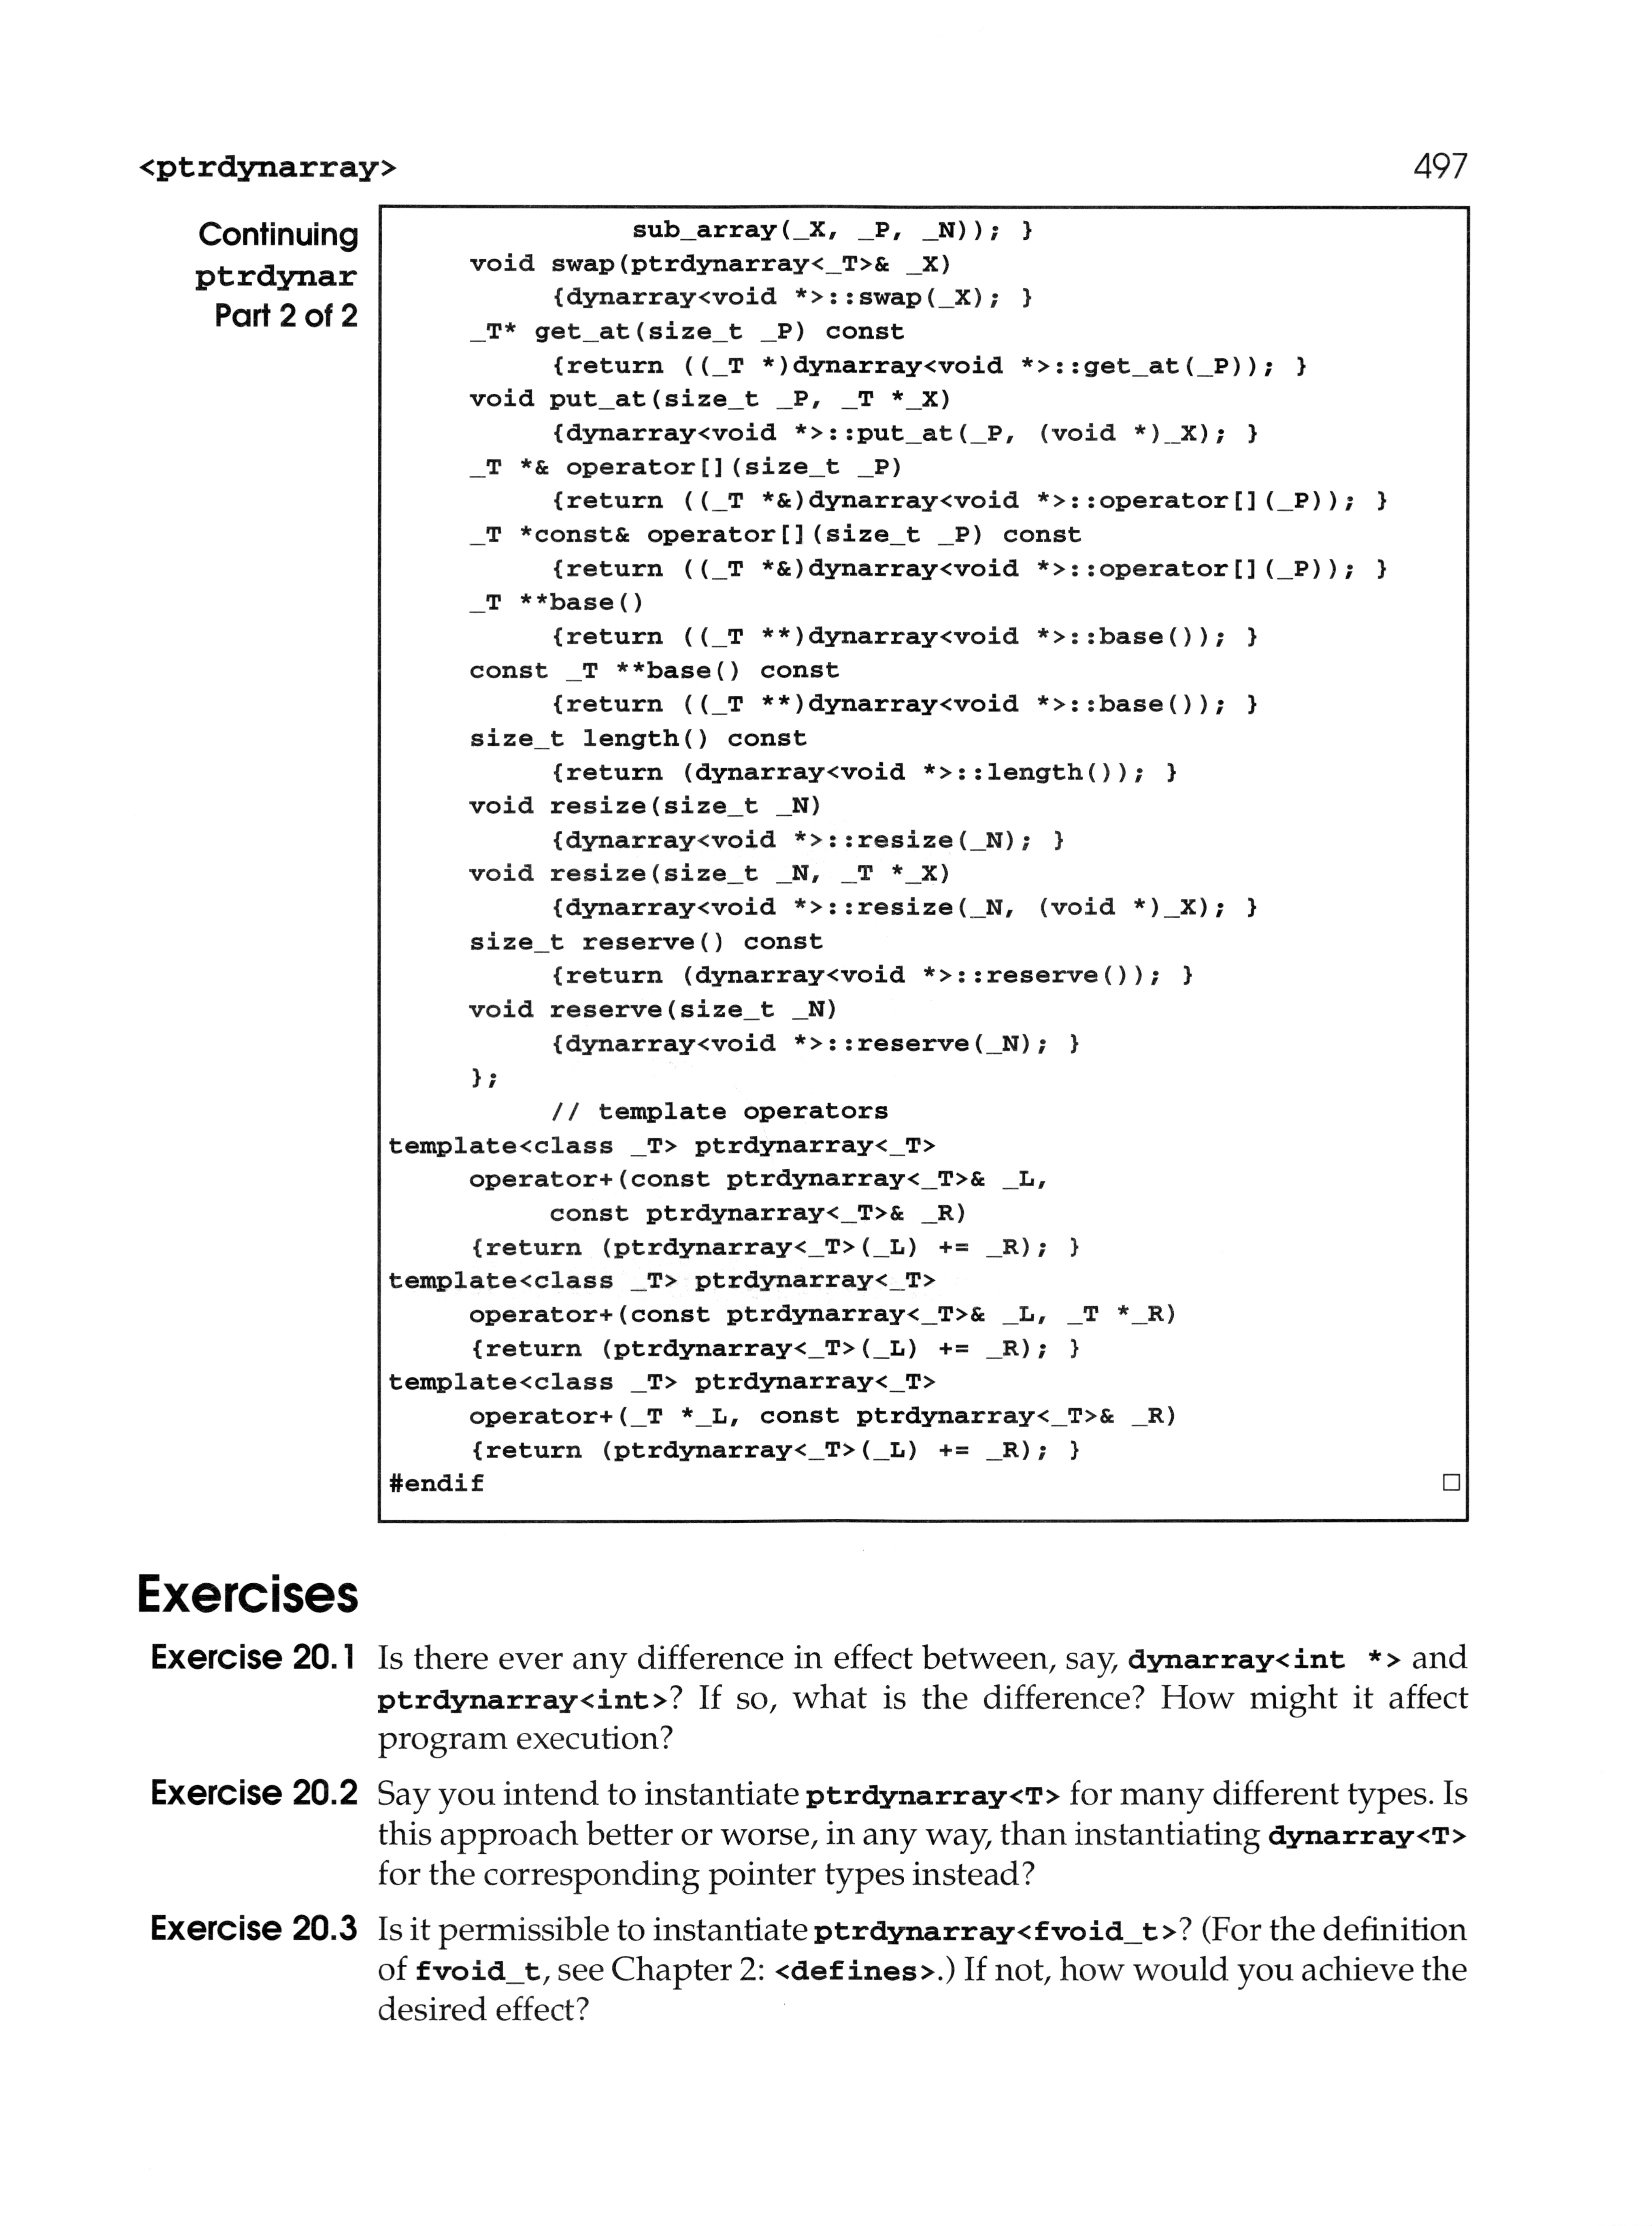 <ptrdynarray> 497
Continuing
ptrdynar
Part 2 of 2
sub_array(_X, _P, _N)); }
void swap(ptrdynarray<_T>& _X)
{dynarray<void *>::swap(_X); }
_T* get_at(size_t _P) const
{return ((_T *)dynarray<void *>::get_at(_P)); }
void put_at(size_t _P, _T *_X)
{dynarray<void *>::put_at(_P, (void *)_X); }
_T *& operator[](size_t _P)
{return ((_T *&)dynarray<void *>::operator[](_P)); }
_T *const& operator[](size_t _P) const
{return ((_T *&)dynarray<void *>::operator[](_P)); }
_T **base()
{return ((_T **)dynarray<void *>::base()); }
const _T **base() const
{return ((_T **)dynarray<void *>::base()); }
size_t length() const
{return (dynarray<void *>::length()); }
void resize(size_t _N)
{dynarray<void *>::resize(_N); }
void resize(size_t _N, _T *_X)
{dynarray<void *>::resize(_N, (void *)_X); }
size_t reserve() const
{return (dynarray<void *>::reserve()); }
void reserve(size_t _N)
{dynarray<void *>::reserve(_N); }
};
// template operators
template<class _T> ptrdynarray<_T>
operator+(const ptrdynarray<_T>& _L,
const ptrdynarray<_T>& _R)
{return (ptrdynarray<_T>(_L) += _R); }
template<class _T> ptrdynarray<_T>
operator+(const ptrdynarray<_T>& _L, _T *_R)
{return (ptrdynarray<_T>(_L) += _R); }
template<class _T> ptrdynarray<_T>
operator+(_T *_L, const ptrdynarray<_T>& _R)
{return (ptrdynarray<_T>(_L) += _R); }
#endif □
Exercises
Exercise 20.1 Is there ever any difference in effect between, say, dynarray<int *> and
ptrdynarray<int>? If so, what is the difference? How might it affect
program execution?
Exercise 20.2 Say you intend to instantiate ptrdynarray<T> for many different types. Is
this approach better or worse, in any way, than instantiating dynarray<T>
for the corresponding pointer types instead?
Exercise 20.3 Is it permissible to instantiate ptrdynarray<fvoid_t>? (For the definition
of fvoid_t, see Chapter 2: <defines>.) If not, how would you achieve the
desired effect?